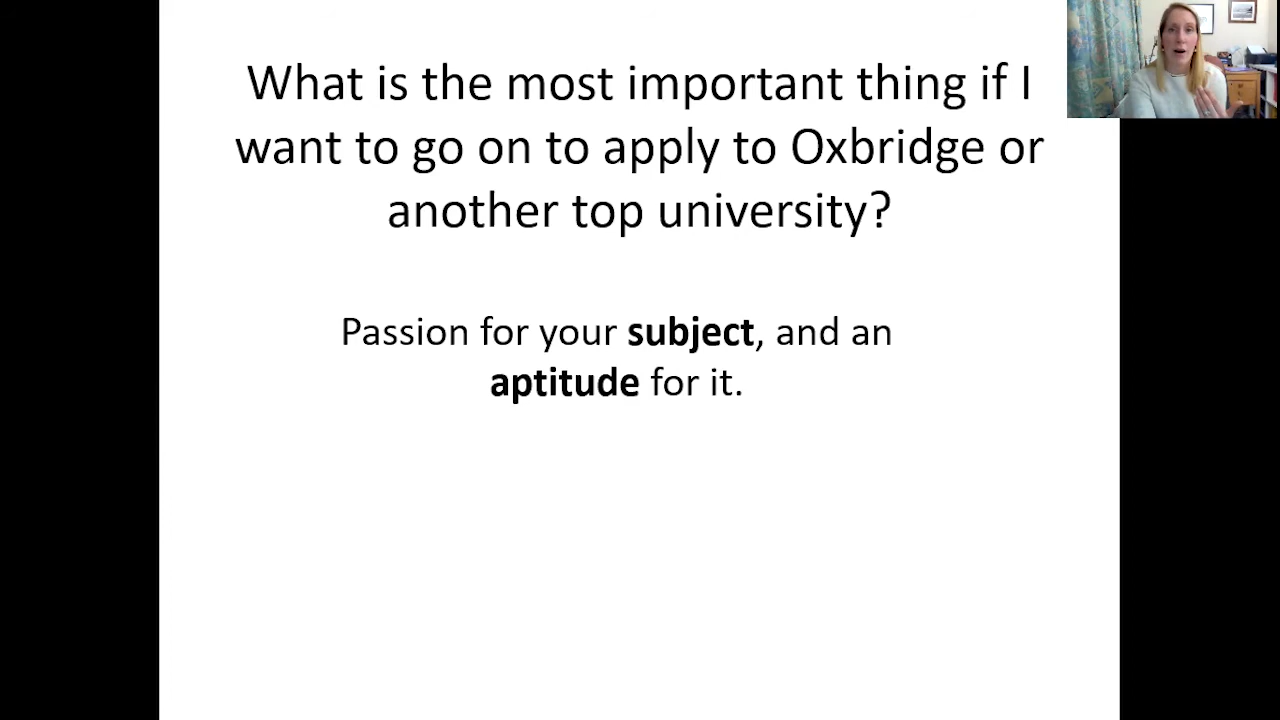 What is the most important thing if I
want to go on to apply to Oxbridge or
another top university?
Passion for your subject, and an
aptitude for it.